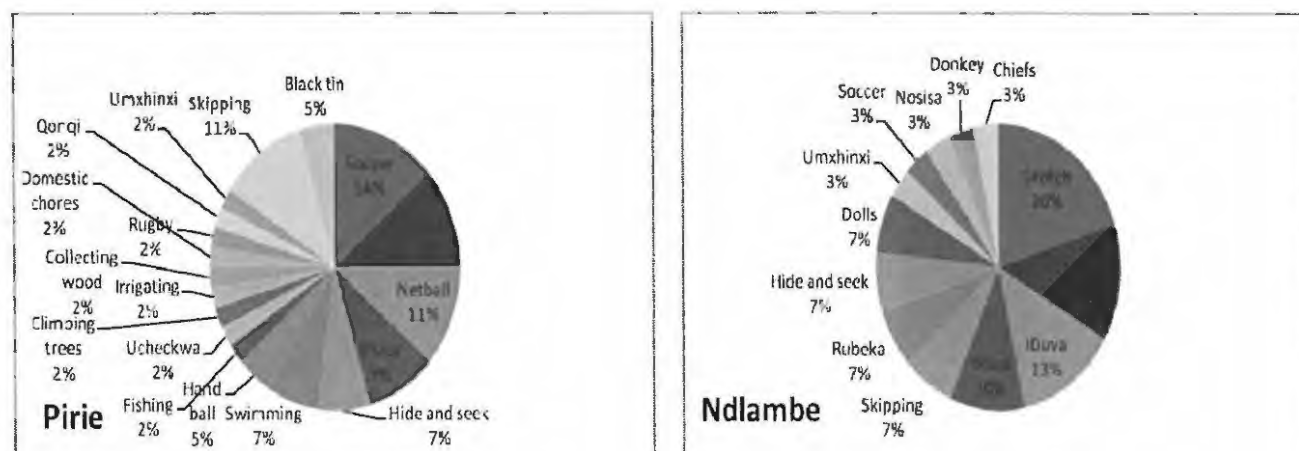 Black tin
5%
Umxhinxi
2%
Skipping
11%
Qonqi
2%
Domestic
chores
2%
Rugby
2%
Collecting
wood
2%
Irrigating
2%
Climbing
trees
2%
Ucheckwa
2%
Fishing
2%
Hand
ball
5%
Swimming
7%
Hide and seek
7%
Netball
11%
Soccer
14%
Pirie
Donkey
3%
Chiefs
3%
Soccer
3%
Nosisa
3%
Umxhinxi
3%
Dolls
7%
Hide and seek
7%
Rubeka
7%
Skipping
7%
iDuva
13%
20%
Ndlambe